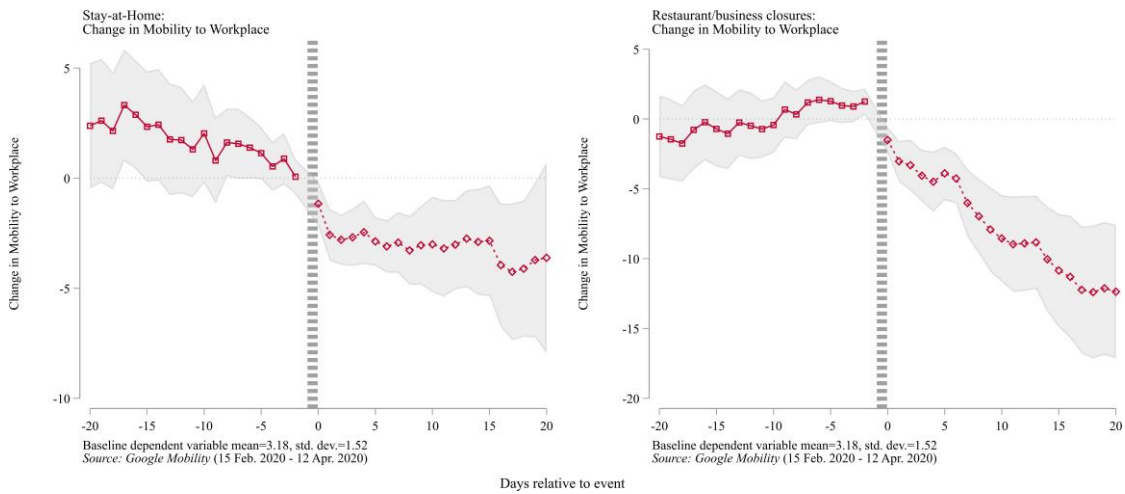 Stay-at-Home:
Change in Mobility to Workplace
Change in Mobility to Workplace
5
0
-5
-10
-20 -15 -10 -5 0 5 10 15 20
Baseline dependent variable mean=3.18, std. dev.=1.52
Source: Google Mobility (15 Feb. 2020 - 12 Apr. 2020)
Restaurant/business closures:
Change in Mobility to Workplace
Change in Mobility to Workplace
5
0
-5
-10
-15
-20
-20 -15 -10 -5 0 5 10 15 20
Baseline dependent variable mean=3.18, std. dev.=1.52
Source: Google Mobility (15 Feb. 2020 - 12 Apr. 2020)
Days relative to event